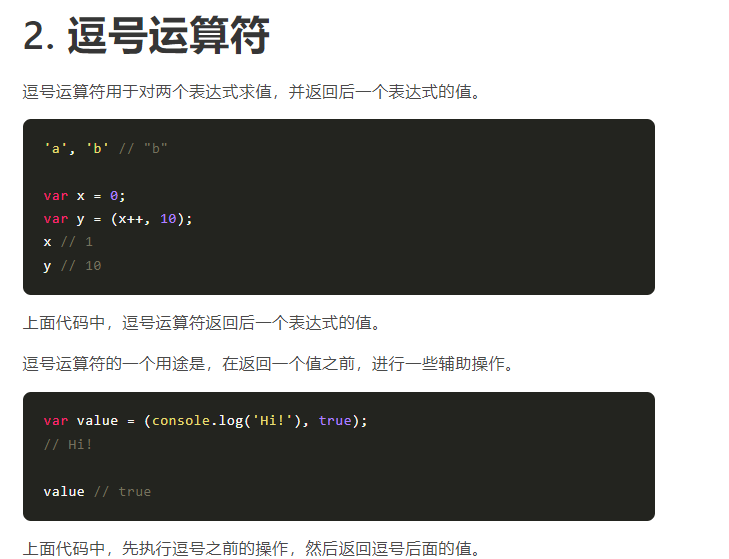 2. 逗号运算符
逗号运算符用于对两个表达式求值，并返回后一个表达式的值。
'a', 'b' // "b"
var x = 0;
var y = (x++, 10);
x // 1
y // 10
上面代码中，逗号运算符返回后一个表达式的值。
逗号运算符的一个用途是，在返回一个值之前，进行一些辅助操作。
var value = (console.log('Hi!'), true);
// Hi!
value // true
上面代码中，先执行逗号之前的操作，然后返回逗号后面的值。